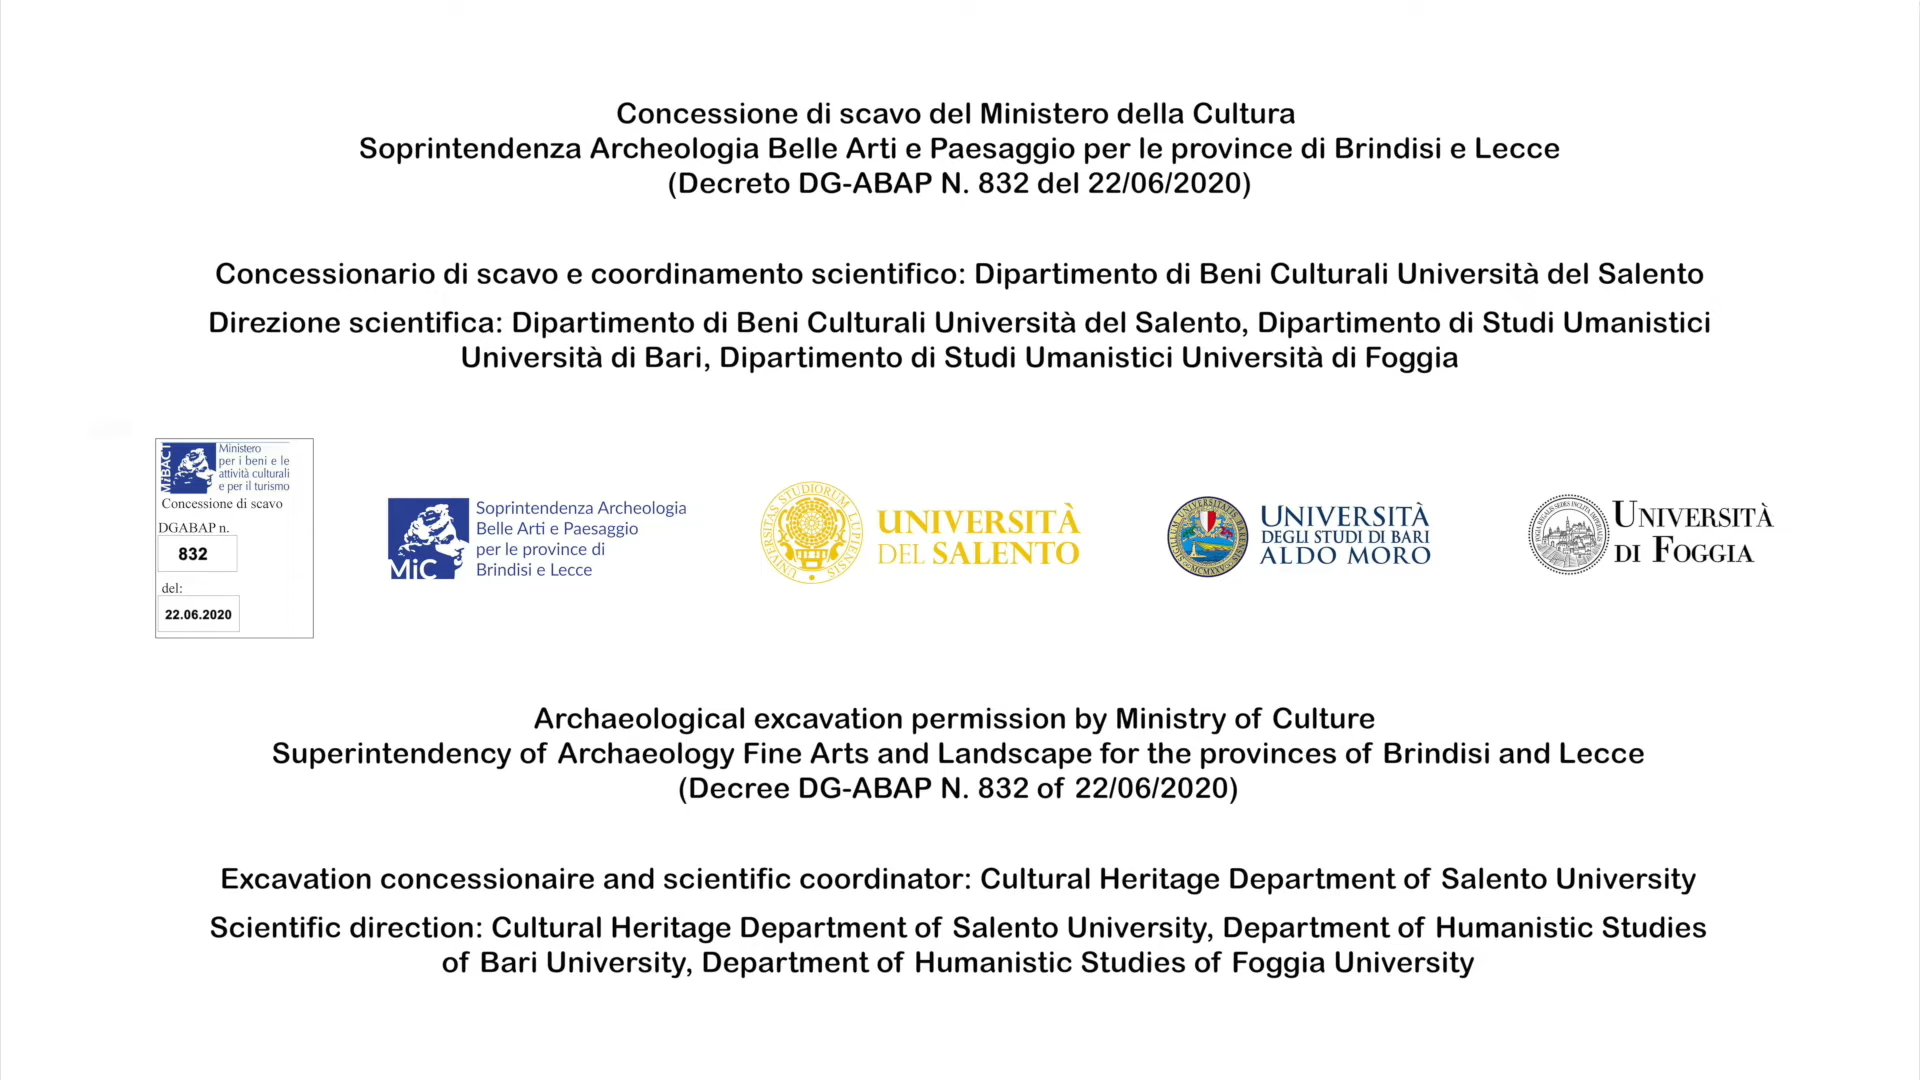 Concessione di scavo del Ministero della Cultura
Soprintendenza Archeologia Belle Arti e Paesaggio per le province di Brindisi e Lecce
(Decreto DG-ABAP N. 832 del 22/06/2020)
Concessionario di scavo e coordinamento scientifico: Dipartimento di Beni Culturali Università del Salento
Direzione scientifica: Dipartimento di Beni Culturali Università del Salento, Dipartimento di Studi Umanistici
Università di Bari, Dipartimento di Studi Umanistici Università di Foggia
MiBACT
Ministero
per i beni e le
attività culturali
e per il turismo
Concessione di scavo
DGABAP n.
832
del:
22.06.2020
MiC
Soprintendenza Archeologia
Belle Arti e Paesaggio
per le province di
Brindisi e Lecce
UNIVERSITAS STUDIORUM LUPIENSIS
UNIVERSITÀ
DEL SALENTO
SIGILLUM UNIVERSITATIS BARENSIS
MCMXXV
UNIVERSITÀ
DEGLI STUDI DI BARI
ALDO MORO
UNIVERSITÀ
DI FOGGIA
Archaeological excavation permission by Ministry of Culture
Superintendency of Archaeology Fine Arts and Landscape for the provinces of Brindisi and Lecce
(Decree DG-ABAP N. 832 of 22/06/2020)
Excavation concessionaire and scientific coordinator: Cultural Heritage Department of Salento University
Scientific direction: Cultural Heritage Department of Salento University, Department of Humanistic Studies
of Bari University, Department of Humanistic Studies of Foggia University